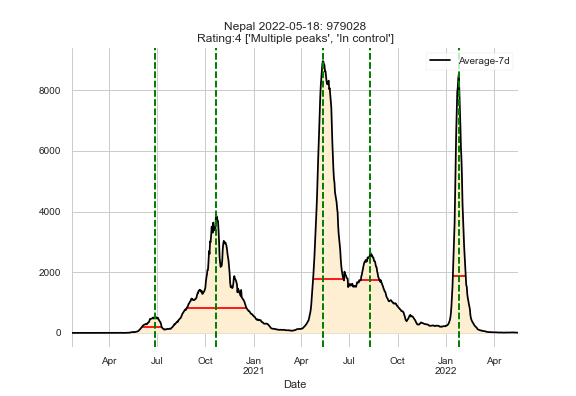 Nepal 2022-05-18: 979028
Rating:4 ['Multiple peaks', 'In control']
Average-7d
8000
6000
4000
2000
0
Apr Jul Oct Jan Apr Jul Oct Jan Apr
2021 2022
Date